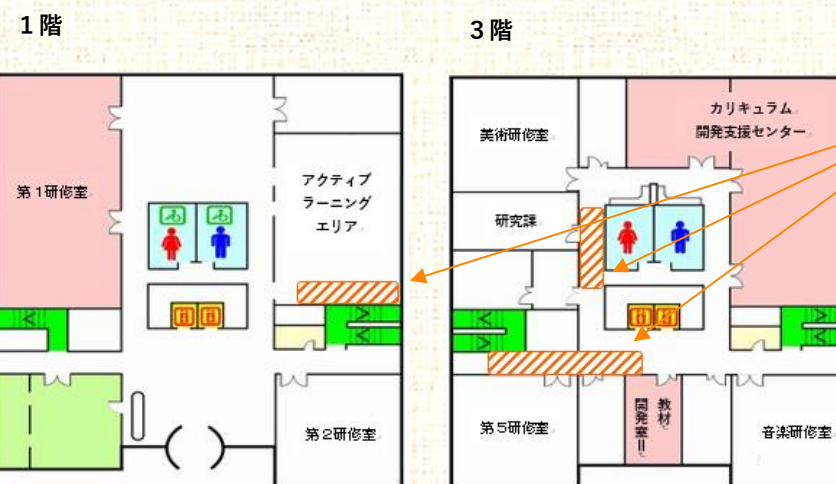 1階
3階
第1研修室
アクティブ
ラーニング
エリア
第2研修室
美術研修室
カリキュラム
開発支援センター
研究課
第5研修室
教材
開発室Ⅱ
音楽研修室